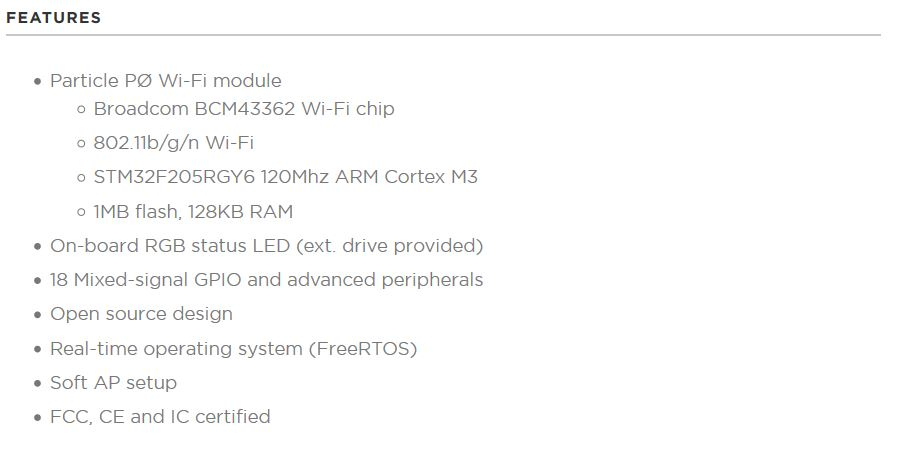 FEATURES
Particle PØ Wi-Fi module
Broadcom BCM43362 Wi-Fi chip
802.11b/g/n Wi-Fi
STM32F205RGY6 120Mhz ARM Cortex M3
1MB flash, 128KB RAM
On-board RGB status LED (ext. drive provided)
18 Mixed-signal GPIO and advanced peripherals
Open source design
Real-time operating system (FreeRTOS)
Soft AP setup
FCC, CE and IC certified